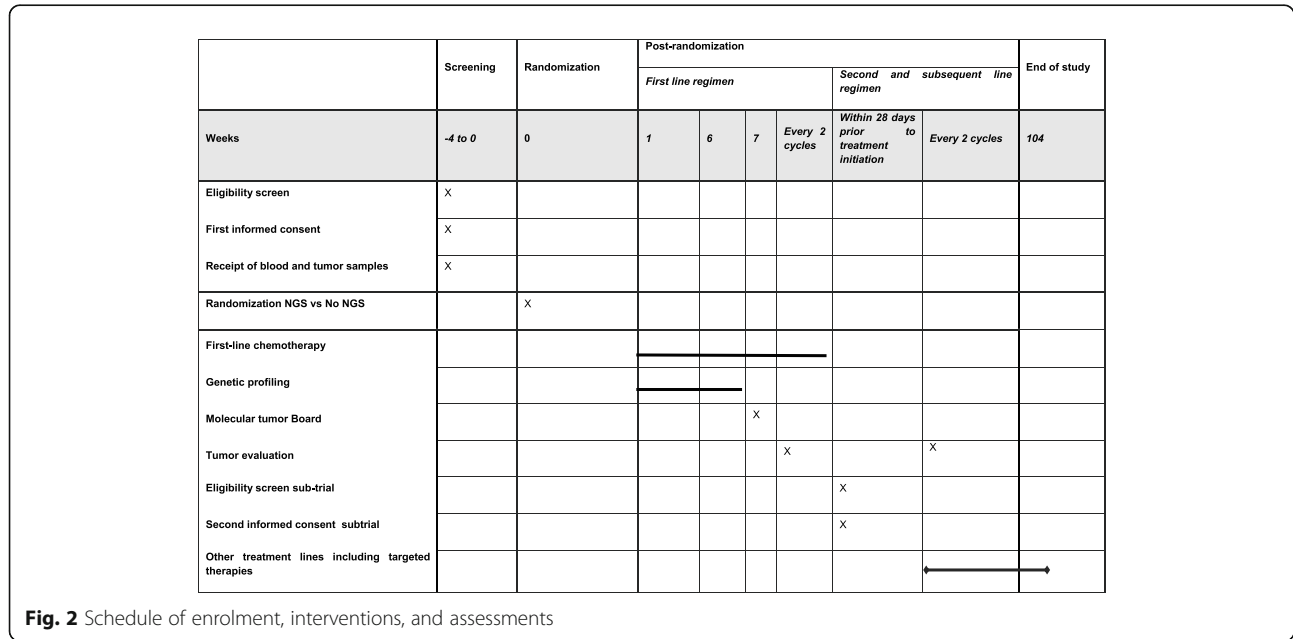 Screening
Randomization
Post-randomization
End of study
First line regimen
Second and subsequent line
regimen
Weeks
-4 to 0
0
1
6
7
Every 2
cycles
Within 28 days
prior to
treatment
initiation
Every 2 cycles
104
Eligibility screen
X
First informed consent
X
Receipt of blood and tumor samples
X
Randomization NGS vs No NGS
X
First-line chemotherapy
Genetic profiling
Molecular tumor Board
X
Tumor evaluation
X
X
Eligibility screen sub-trial
X
Second informed consent subtrial
X
Other treatment lines including targeted
therapies
Fig. 2 Schedule of enrolment, interventions, and assessments